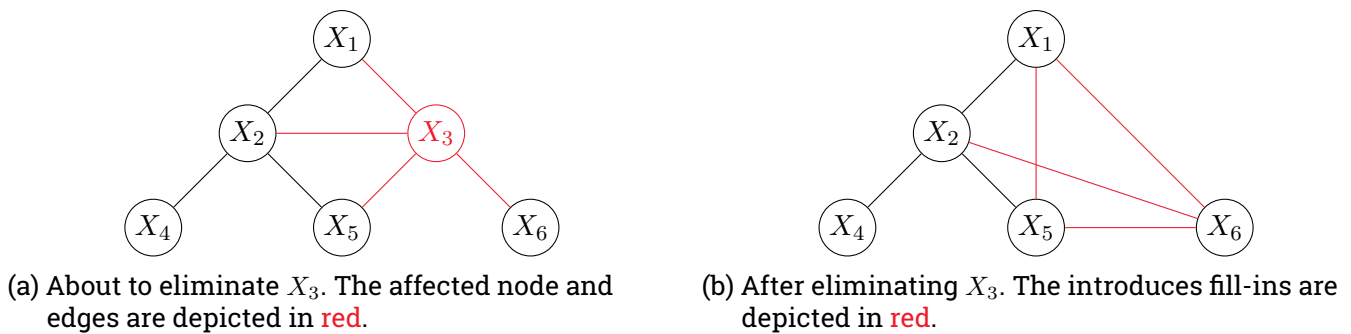 X₁
X₂
X₃
X₄
X₅
X₆
(a) About to eliminate X₃. The affected node and
edges are depicted in red.
X₁
X₂
X₄
X₅
X₆
(b) After eliminating X₃. The introduces fill-ins are
depicted in red.